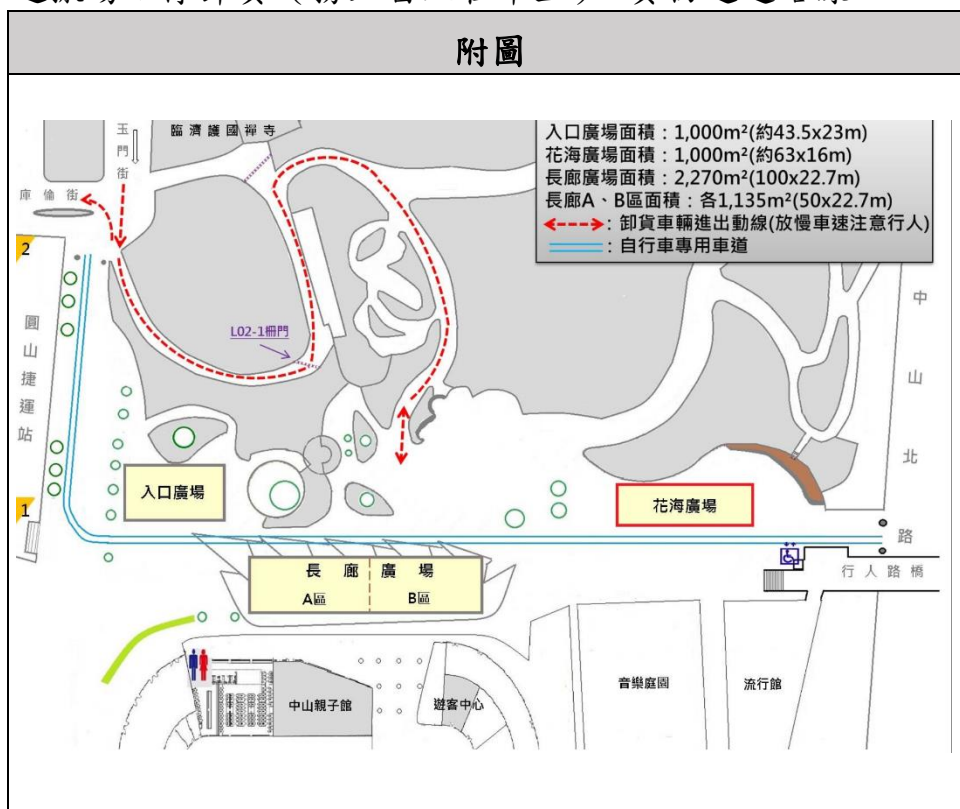 附圖
玉門街
臨濟護國禪寺
入口廣場面積：1,000m²(約43.5x23m)
花海廣場面積：1,000m²(約63x16m)
長廊廣場面積：2,270m²(100x22.7m)
長廊A、B區面積：各1,135m²(50x22.7m)
：卸貨車輛進出動線(放慢車速注意行人)
：自行車專用車道
庫倫街
2
圓山捷運站
L02-1柵門
中山北路
1
入口廣場
花海廣場
長廊廣場
A區 B區
行人路橋
中山親子館
遊客中心
音樂庭園
流行館